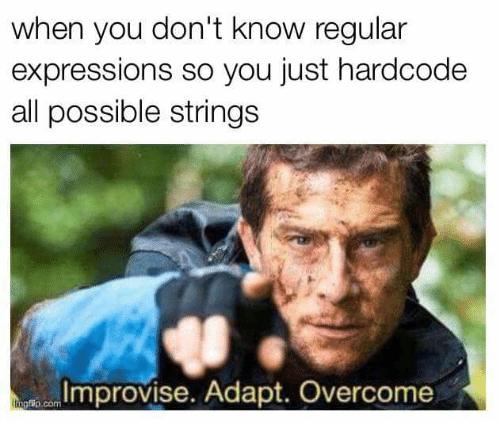 when you don't know regular
expressions so you just hardcode
all possible strings
Improvise. Adapt. Overcome
imgflip.com